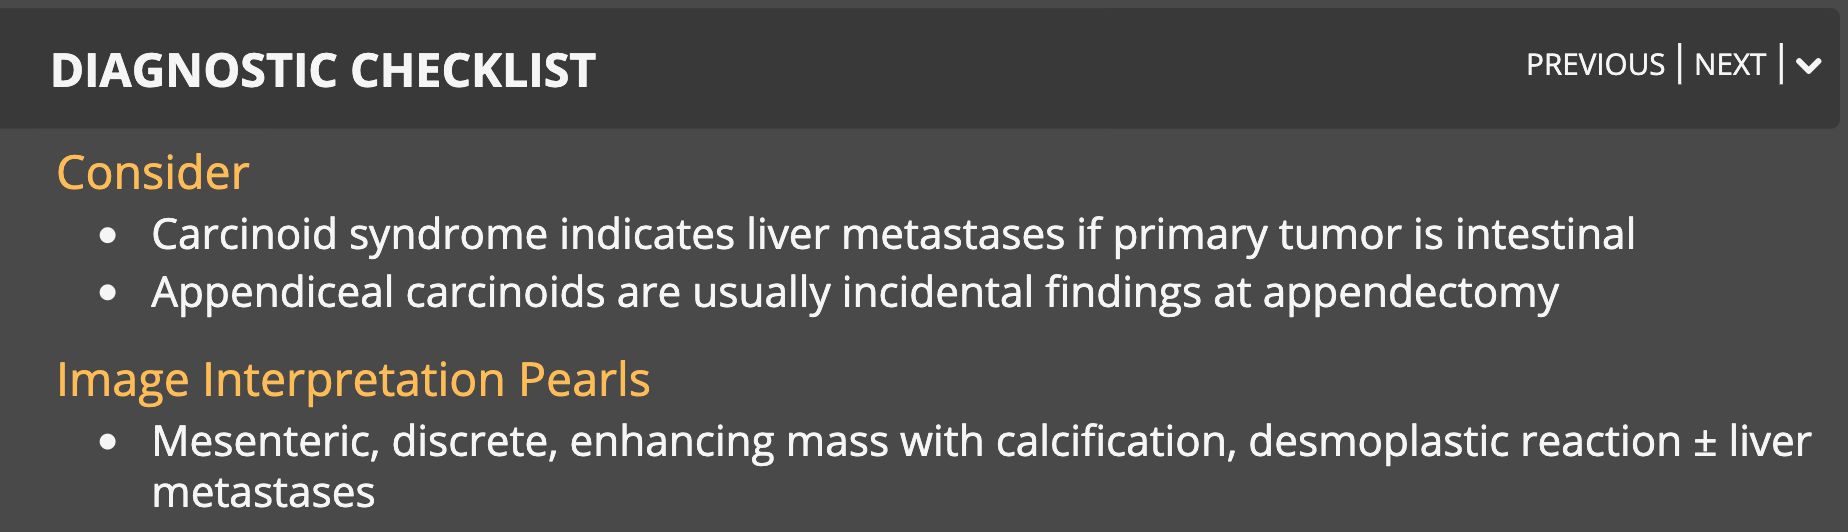 DIAGNOSTIC CHECKLIST
PREVIOUS | NEXT |
Consider
• Carcinoid syndrome indicates liver metastases if primary tumor is intestinal
• Appendiceal carcinoids are usually incidental findings at appendectomy
Image Interpretation Pearls
• Mesenteric, discrete, enhancing mass with calcification, desmoplastic reaction ± liver
metastases